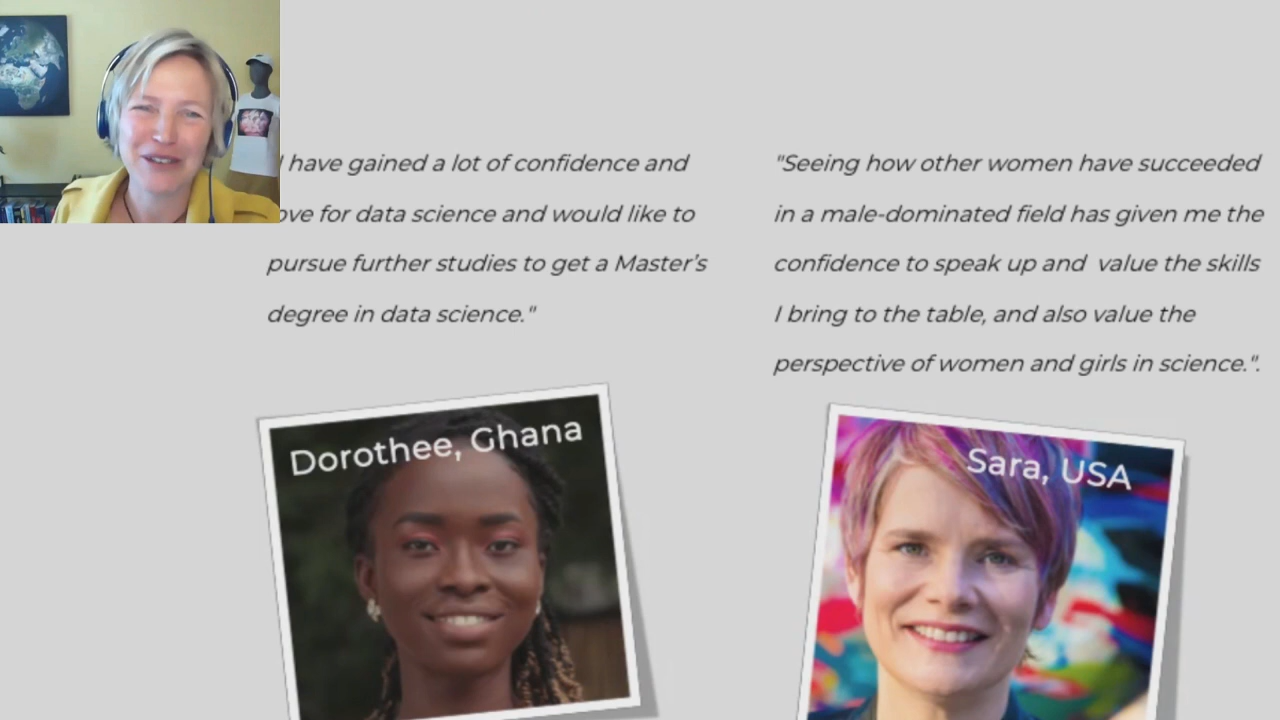 have gained a lot of confidence and
for data science and would like to
pursue further studies to get a Master's
degree in data science."
"Seeing how other women have succeeded
in a male-dominated field has given me the
confidence to speak up and  value the skills
I bring to the table, and also value the
perspective of women and girls in science.".
Dorothee, Ghana
Sara, USA